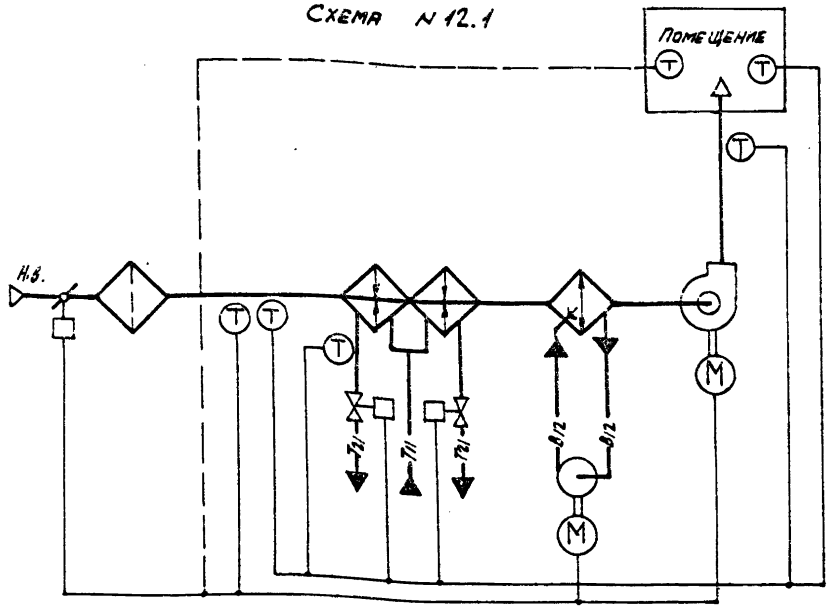 СХЕМА N 12.1
ПОМЕЩЕНИЕ
Т Т
Т
Н.В.
Т Т
Т
М
Т21 Т11 Т21 В12 В12
М